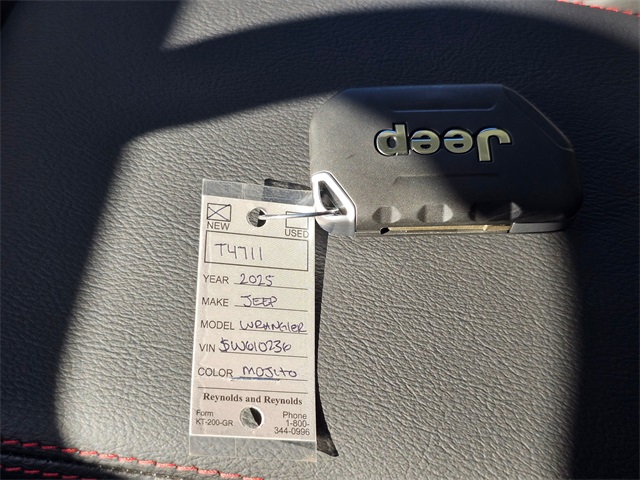 Jeep
NEW
USED
T4711
YEAR 2025
MAKE JEEP
MODEL WRANGLER
VIN SW610236
COLOR MOJITO
Reynolds and Reynolds
Form
KT-200-GR
Phone
1-800-
344-0996